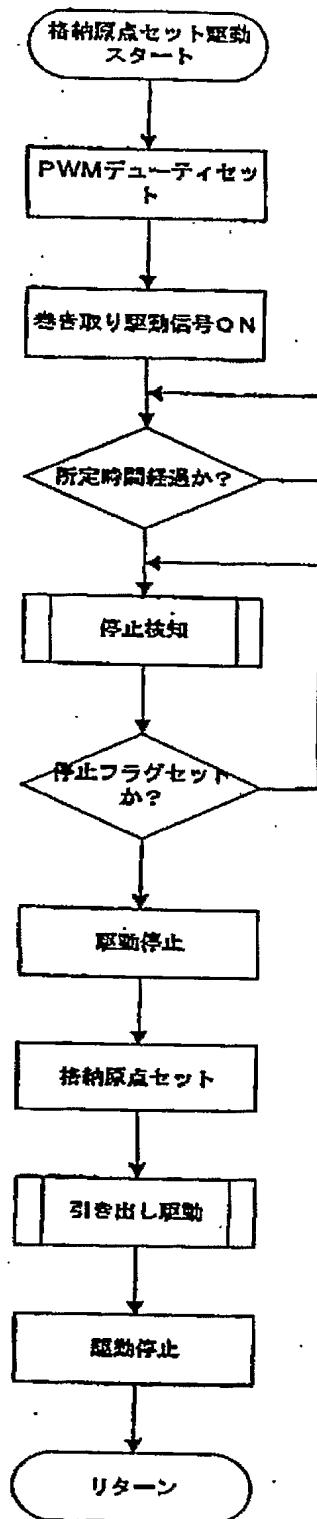 格納原点セット駆動
スタート
PWMデューティセッ
ト
巻き取り駆動信号ON
所定時間経過か?
停止検知
停止フラグセット
か?
駆動停止
格納原点セット
引き出し駆動
駆動停止
リターン